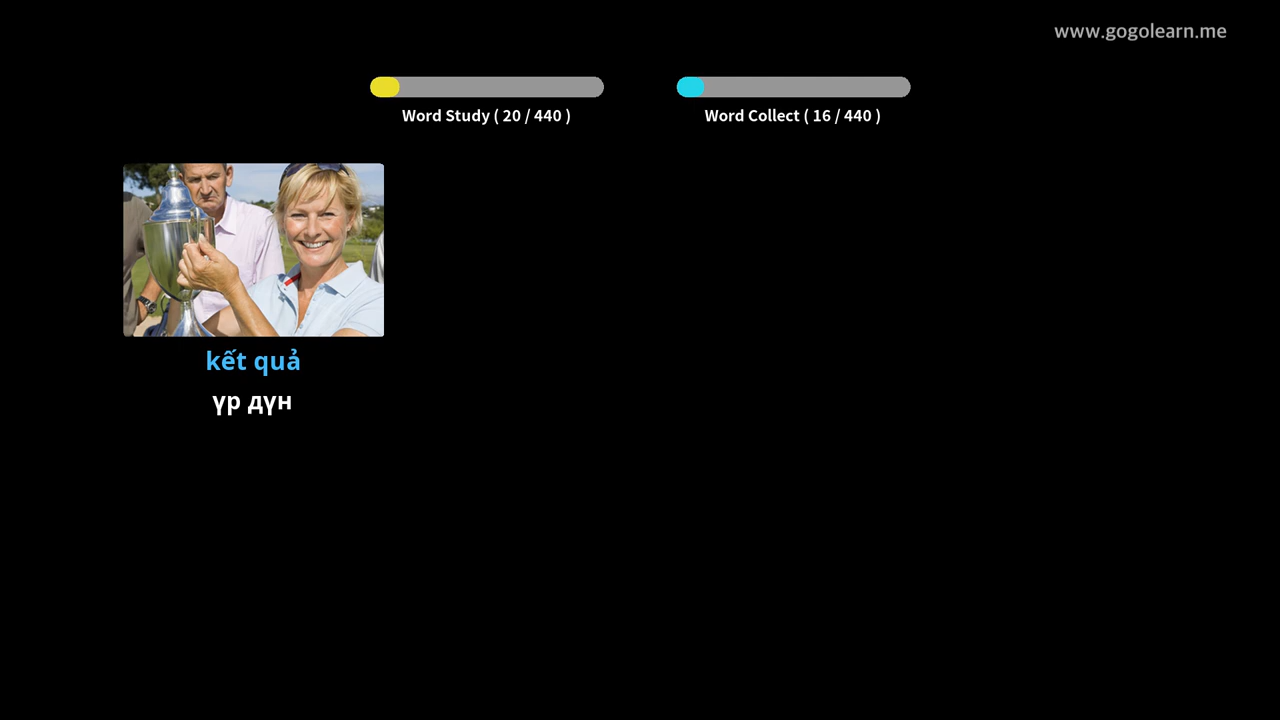 www.gogolearn.me
Word Study ( 20 / 440 )
Word Collect ( 16 / 440 )
kết quả
үр дүн